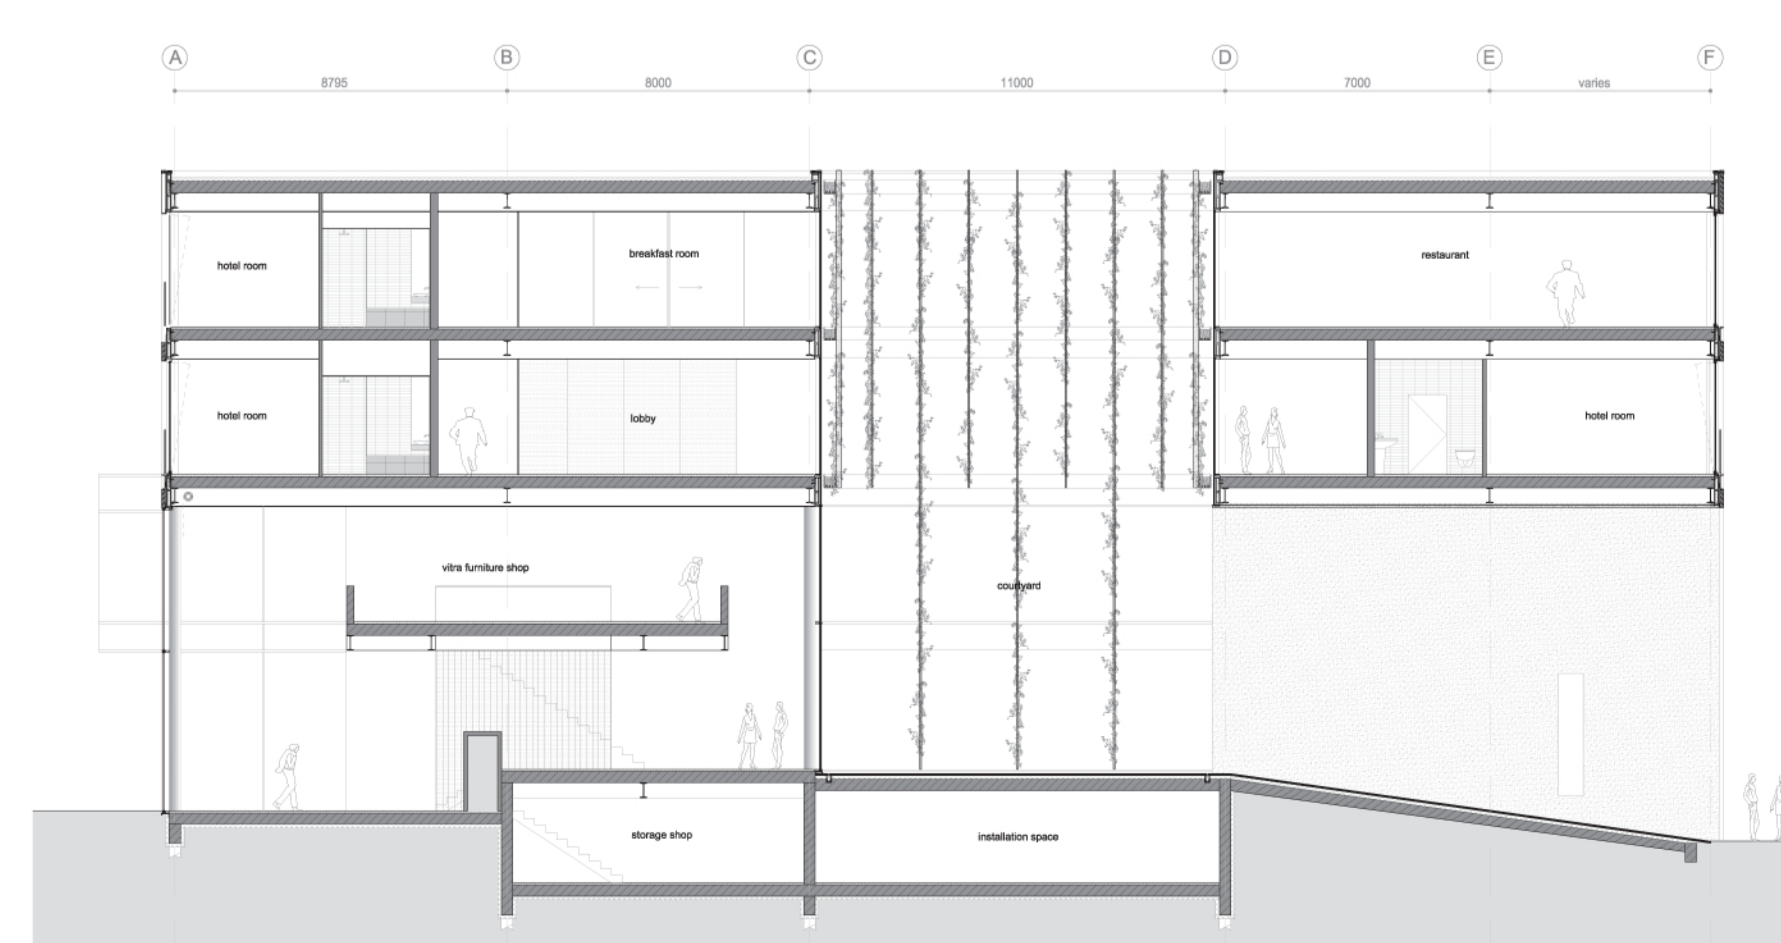 A B C D E F
8795 8000 11000 7000 varies
breakfast room
restaurant
hotel room
hotel room
lobby
hotel room
vitra furniture shop
courtyard
storage shop
installation space